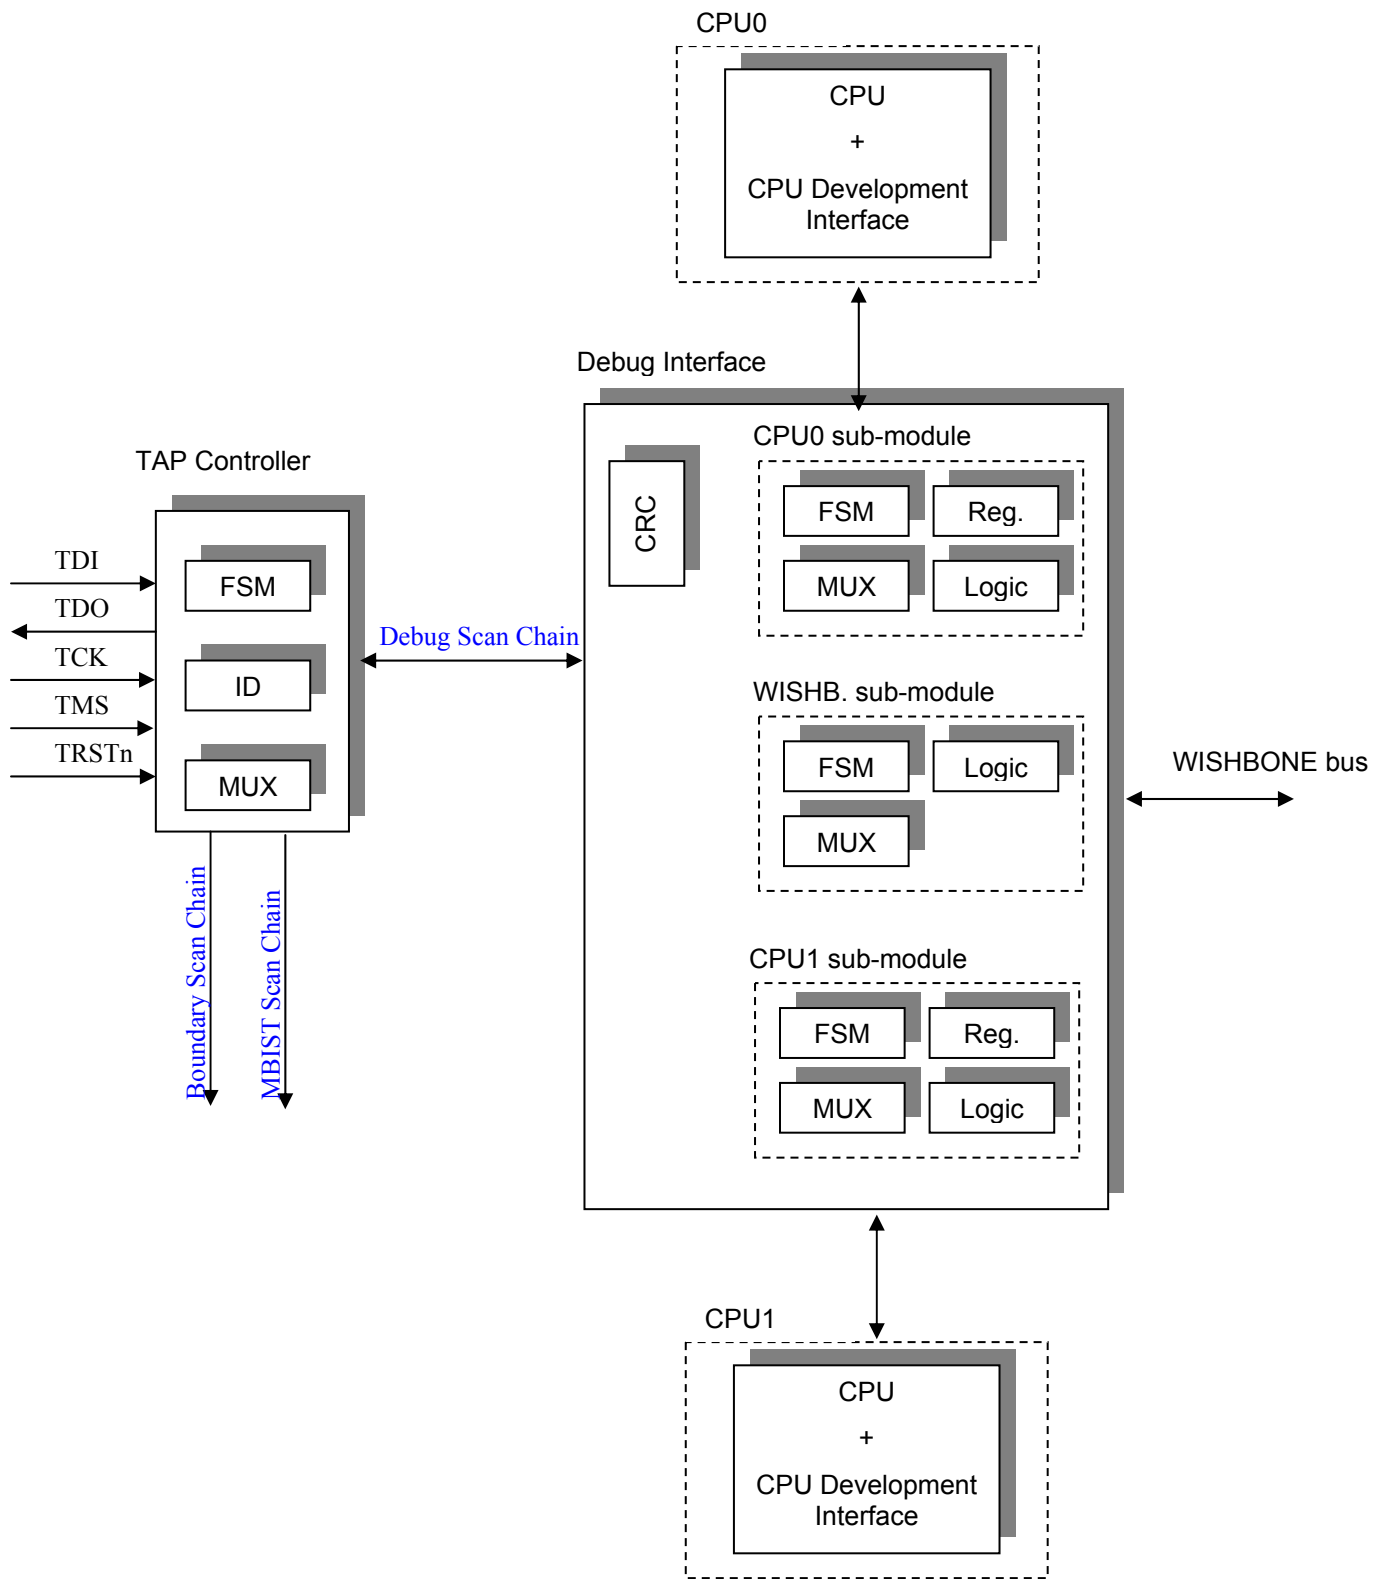 CPU0
CPU
+
CPU Development
Interface
Debug Interface
CPU0 sub-module
TAP Controller
CRC
FSM
Reg.
MUX
Logic
TDI
TDO
TCK
TMS
TRSTn
FSM
ID
MUX
Debug Scan Chain
WISHB. sub-module
FSM
Logic
MUX
WISHBONE bus
Boundary Scan Chain
MBIST Scan Chain
CPU1 sub-module
FSM
Reg.
MUX
Logic
CPU1
CPU
+
CPU Development
Interface